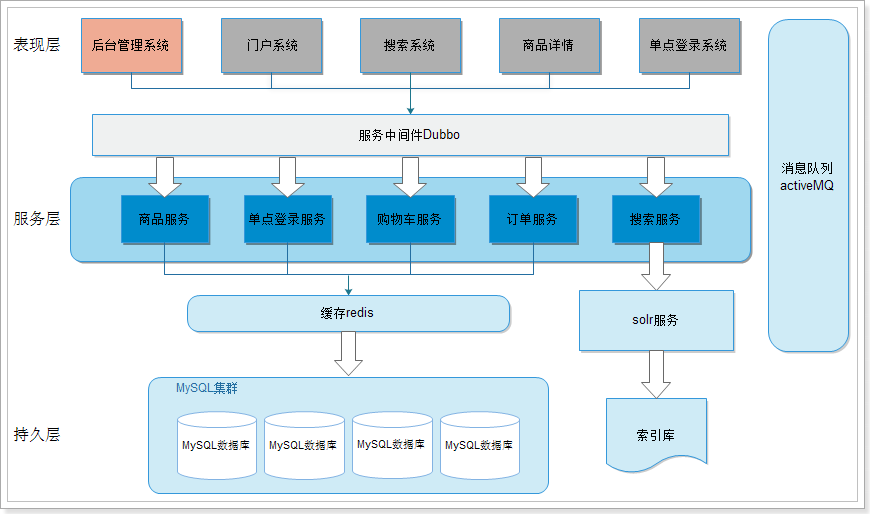 表现层
后台管理系统
门户系统
搜索系统
商品详情
单点登录系统
服务中间件Dubbo
消息队列
activeMQ
服务层
商品服务
单点登录服务
购物车服务
订单服务
搜索服务
缓存redis
solr服务
MySQL集群
持久层
MySQL数据库
MySQL数据库
MySQL数据库
MySQL数据库
索引库